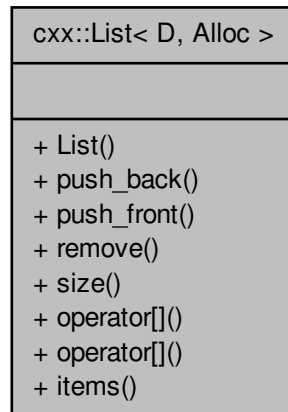 cxx::List< D, Alloc >
+ List()
+ push_back()
+ push_front()
+ remove()
+ size()
+ operator[]()
+ operator[]()
+ items()